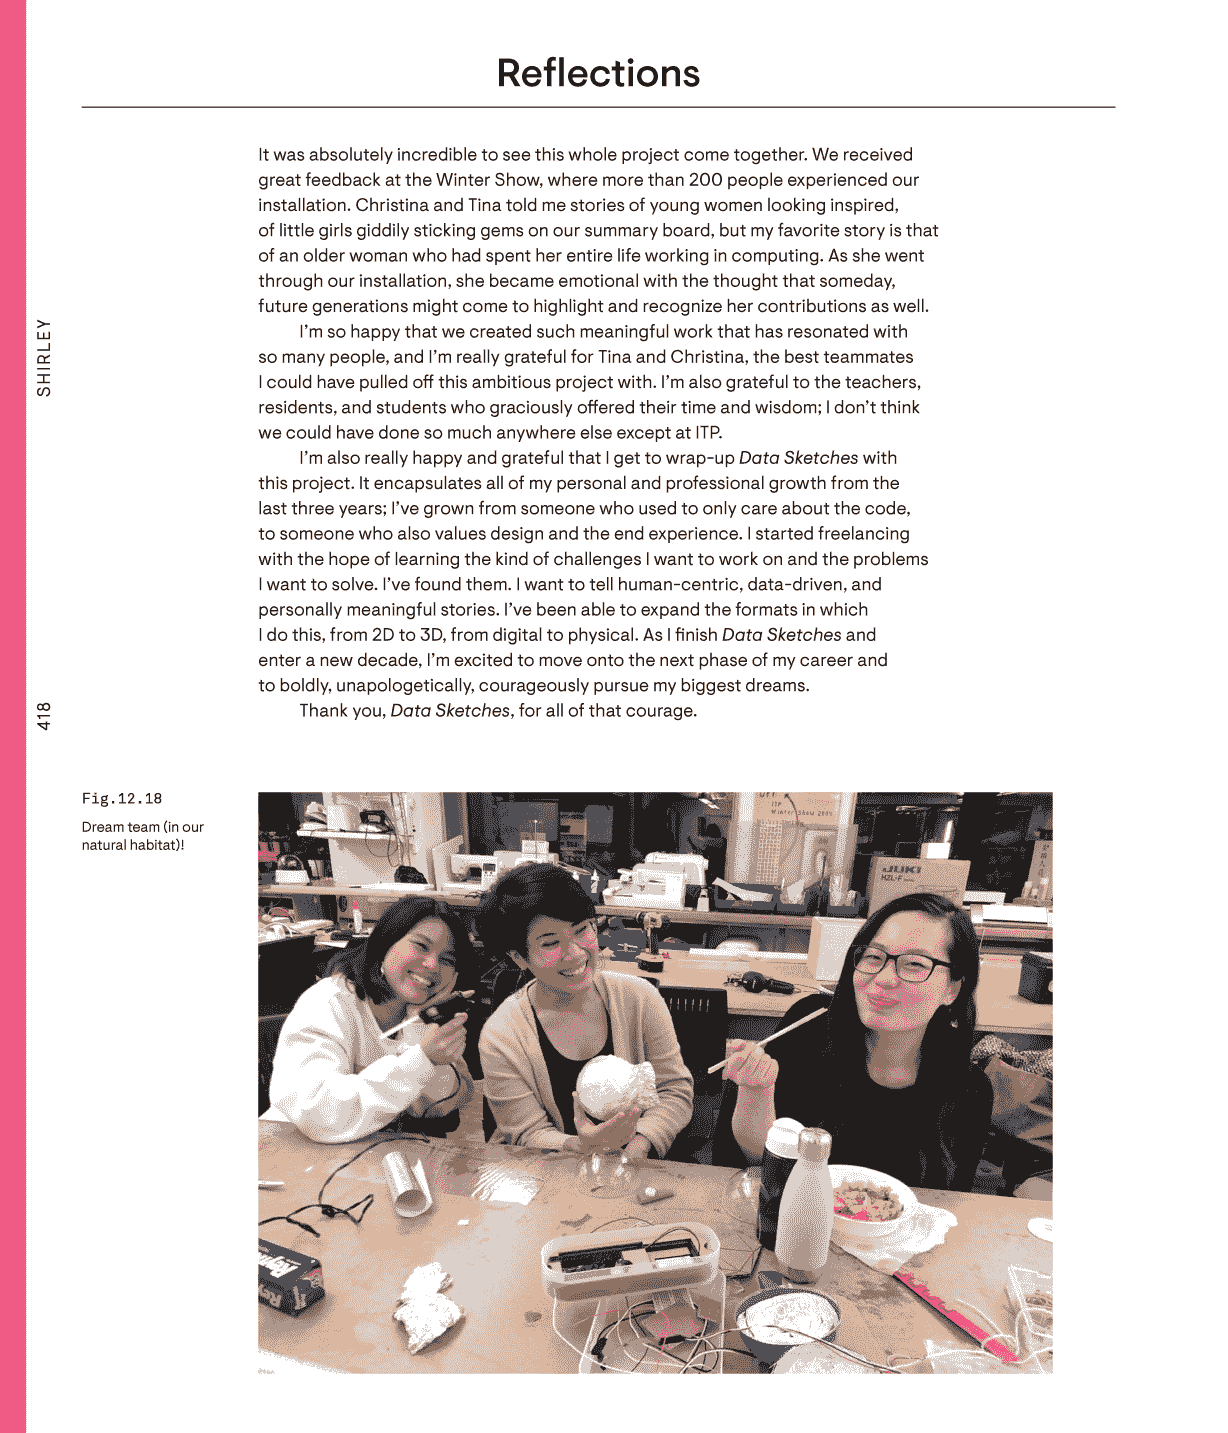 Reflections
It was absolutely incredible to see this whole project come together. We received
great feedback at the Winter Show, where more than 200 people experienced our
installation. Christina and Tina told me stories of young women looking inspired,
of little girls giddily sticking gems on our summary board, but my favorite story is that
of an older woman who had spent her entire life working in computing. As she went
through our installation, she became emotional with the thought that someday,
future generations might come to highlight and recognize her contributions as well.
I’m so happy that we created such meaningful work that has resonated with
so many people, and I’m really grateful for Tina and Christina, the best teammates
I could have pulled off this ambitious project with. I’m also grateful to the teachers,
residents, and students who graciously offered their time and wisdom; I don’t think
we could have done so much anywhere else except at ITP.
I’m also really happy and grateful that I get to wrap-up Data Sketches with
this project. It encapsulates all of my personal and professional growth from the
last three years; I’ve grown from someone who used to only care about the code,
to someone who also values design and the end experience. I started freelancing
with the hope of learning the kind of challenges I want to work on and the problems
I want to solve. I’ve found them. I want to tell human-centric, data-driven, and
personally meaningful stories. I’ve been able to expand the formats in which
I do this, from 2D to 3D, from digital to physical. As I finish Data Sketches and
enter a new decade, I’m excited to move onto the next phase of my career and
to boldly, unapologetically, courageously pursue my biggest dreams.
Thank you, Data Sketches, for all of that courage.
SHIRLEY
418
Fig.12.18
Dream team (in our
natural habitat)!
ITP
Winter Show 2009
JUKI
HZL-F